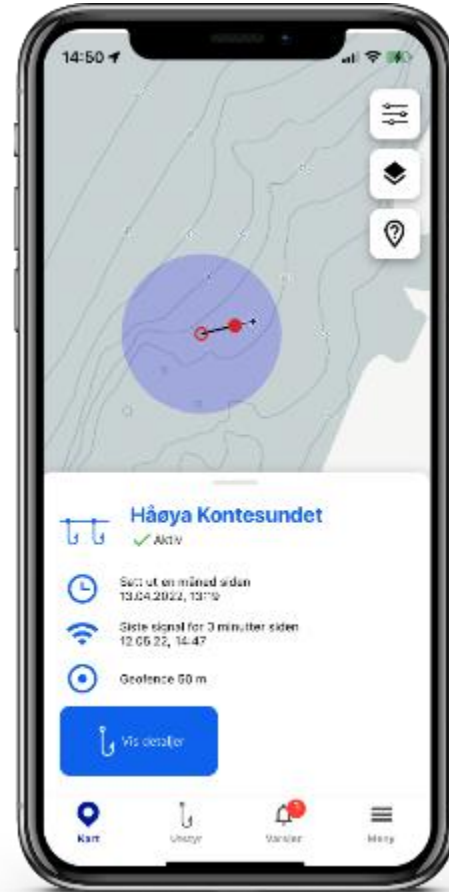 14:50
Håøya Kontesundet
Aktiv
Satt ut en måned siden
13.04.2022, 13:19
Siste signal for 3 minutter siden
12.05.22, 14:47
Geofence 50 m
Vis detaljer
Kart
Utstyr
Varsler
Meny